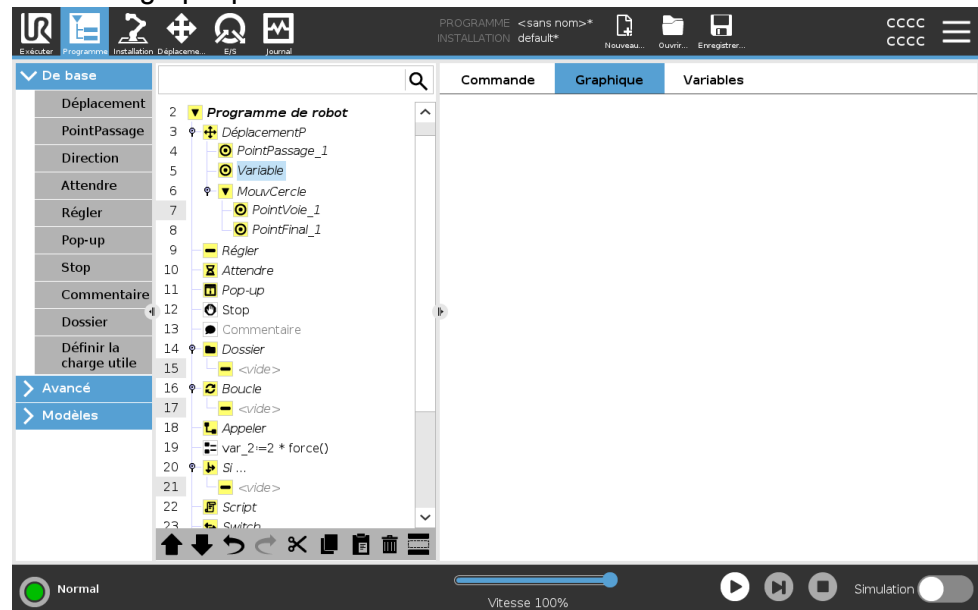 PROGRAMME <sans nom>*
INSTALLATION default*
CCCC
CCCC
Exécuter
Programme
Installation
Déplaceme...
E/S
Journal
Nouveau...
Ouvrir...
Enregistrer...
De base
Déplacement
PointPassage
Direction
Attendre
Régler
Pop-up
Stop
Commentaire
Dossier
Définir la
charge utile
Avancé
Modèles
2 Programme de robot
3 DéplacementP
4 PointPassage_1
5 Variable
6 MouvCercle
7 PointVoie_1
8 PointFinal_1
9 Régler
10 Attendre
11 Pop-up
12 Stop
13 Commentaire
14 Dossier
15 <vide>
16 Boucle
17 <vide>
18 Appeler
19 var_2:=2 * force()
20 Si ...
21 <vide>
22 Script
23 Switch
Commande
Graphique
Variables
Normal
Vitesse 100%
Simulation